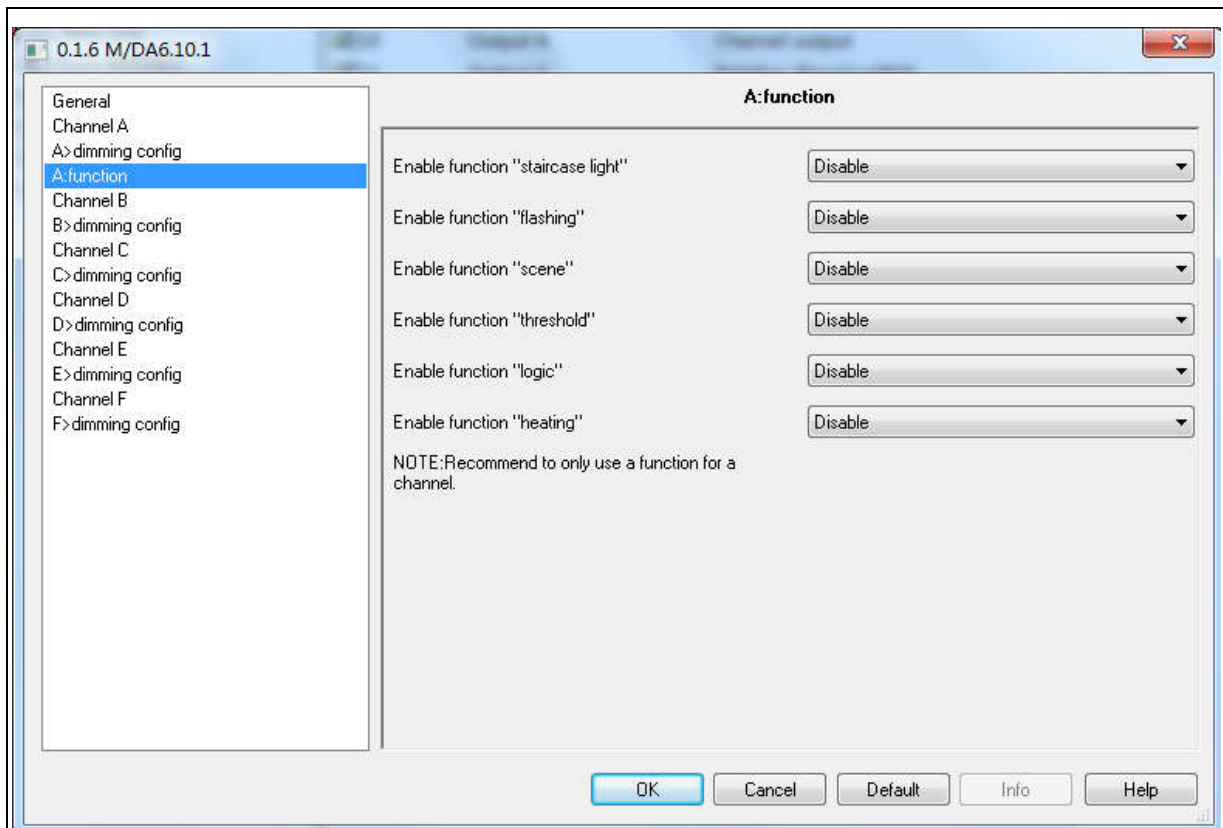 0.1.6 M/DA6.10.1
General
Channel A
A>dimming config
A:function
Channel B
B>dimming config
Channel C
C>dimming config
Channel D
D>dimming config
Channel E
E>dimming config
Channel F
F>dimming config
A:function
Enable function "staircase light"
Disable
Enable function "flashing"
Disable
Enable function "scene"
Disable
Enable function "threshold"
Disable
Enable function "logic"
Disable
Enable function "heating"
Disable
NOTE:Recommend to only use a function for a
channel.
OK
Cancel
Default
Info
Help